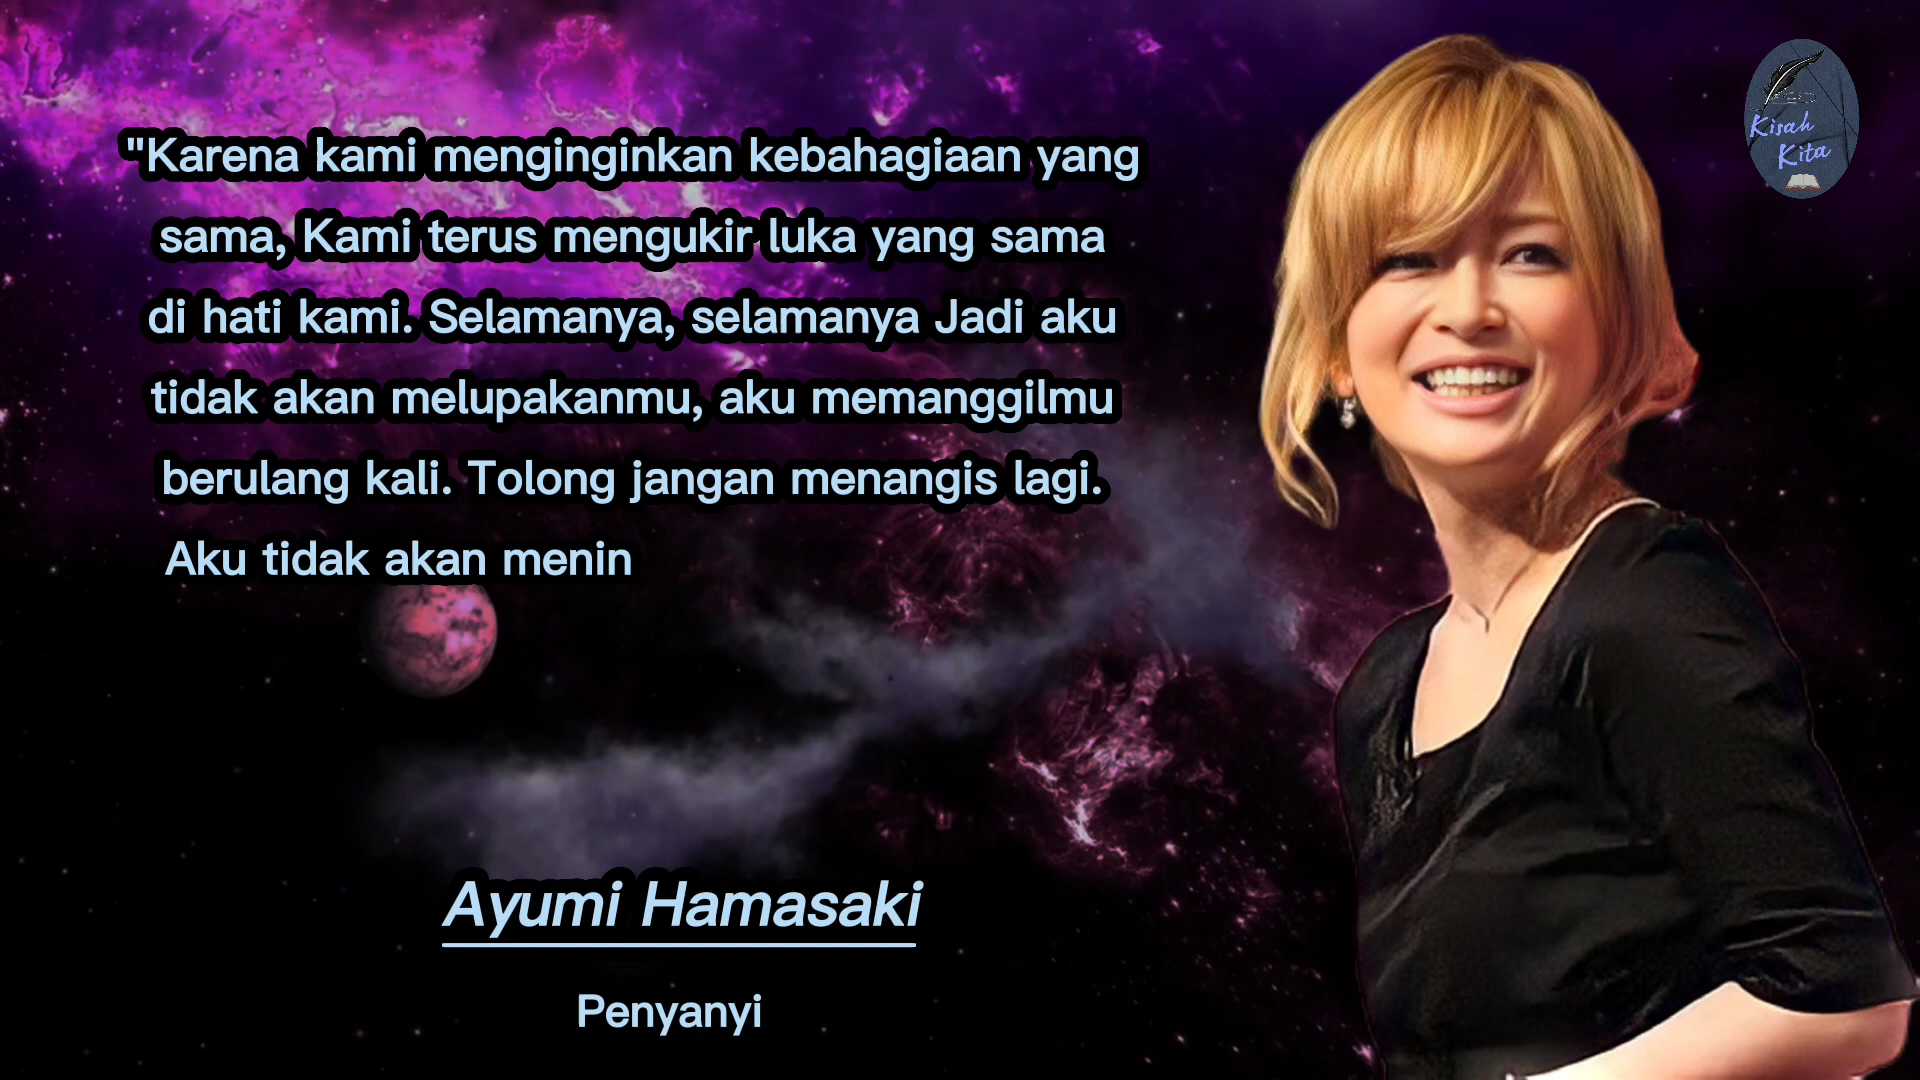 "Karena kami menginginkan kebahagiaan yang
sama, Kami terus mengukir luka yang sama
di hati kami. Selamanya, selamanya Jadi aku
tidak akan melupakanmu, aku memanggilmu
berulang kali. Tolong jangan menangis lagi.
Aku tidak akan menin
Ayumi Hamasaki
Penyanyi
Kisah
Kita